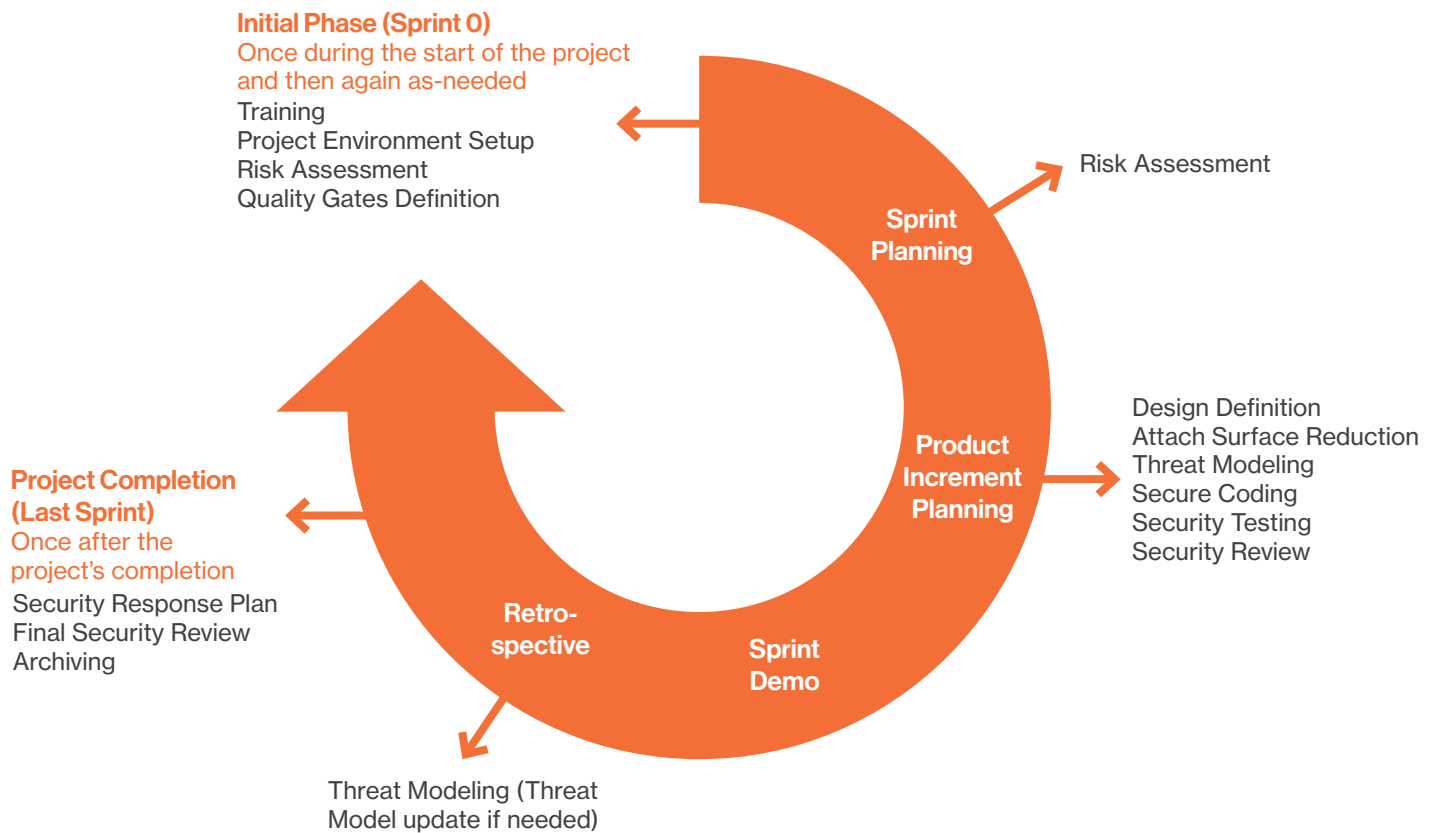 Initial Phase (Sprint 0)
Once during the start of the project
and then again as-needed
Training
Project Environment Setup
Risk Assessment
Quality Gates Definition
Risk Assessment
Sprint
Planning
Product
Increment
Planning
Design Definition
Attach Surface Reduction
Threat Modeling
Secure Coding
Security Testing
Security Review
Sprint
Demo
Retro-
spective
Threat Modeling (Threat
Model update if needed)
Project Completion
(Last Sprint)
Once after the
project’s completion
Security Response Plan
Final Security Review
Archiving